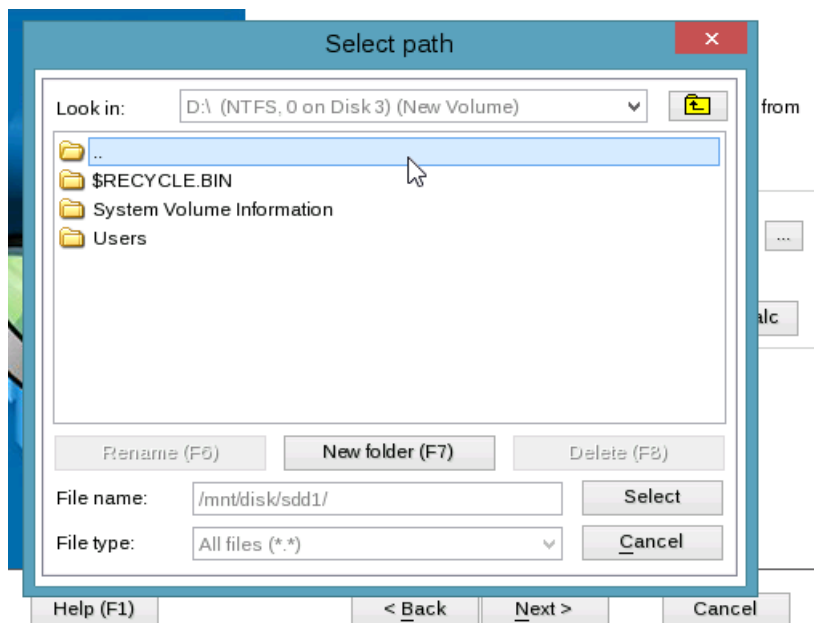 Select path
from
Look in:
D:\ (NTFS, 0 on Disk 3) (New Volume)
..
$RECYCLE.BIN
System Volume Information
Users
...
alc
Rename (F6)
New folder (F7)
Delete (F8)
File name:
/mnt/disk/sdd1/
Select
File type:
All files (*.*)
Cancel
Help (F1)
< Back
Next >
Cancel